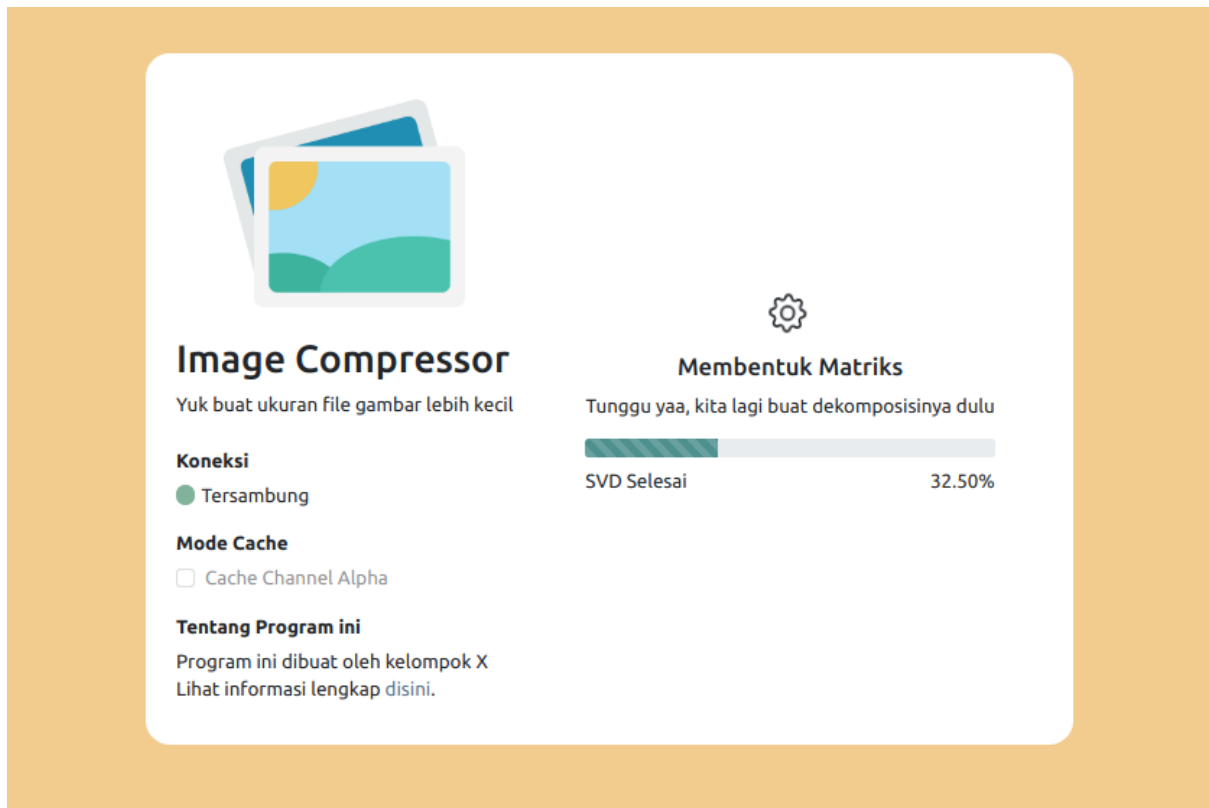 Image Compressor
Yuk buat ukuran file gambar lebih kecil
Koneksi
Tersambung
Mode Cache
Cache Channel Alpha
Tentang Program ini
Program ini dibuat oleh kelompok X
Lihat informasi lengkap disini.
Membentuk Matriks
Tunggu yaa, kita lagi buat dekomposisinya dulu
SVD Selesai 32.50%